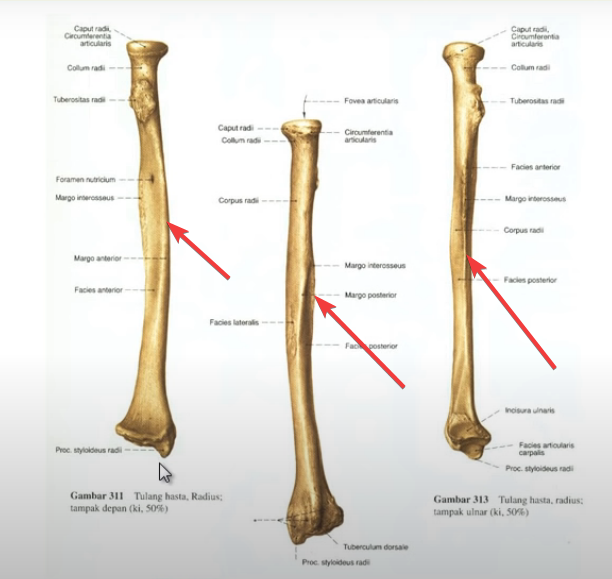 Caput radii,
Circumferentia
articularis
Collum radii
Tuberositas radii
Foramen nutricium
Margo interosseus
Margo anterior
Facies anterior
Proc. styloideus radii
Gambar 311 Tulang hasta, Radius;
tampak depan (ki, 50%)
Fovea articularis
Caput radii
Circumferentia
articularis
Collum radii
Corpus radii
Margo interosseus
Margo posterior
Facies lateralis
Facies posterior
Tuberculum dorsale
Proc. styloideus radii
Caput radii,
Circumferentia
articularis
Collum radii
Tuberositas radii
Facies anterior
Margo interosseus
Corpus radii
Facies posterior
Incisura ulnaris
Facies articularis
carpalis
Proc. styloideus radii
Gambar 313 Tulang hasta, radius;
tampak ulnar (ki, 50%)